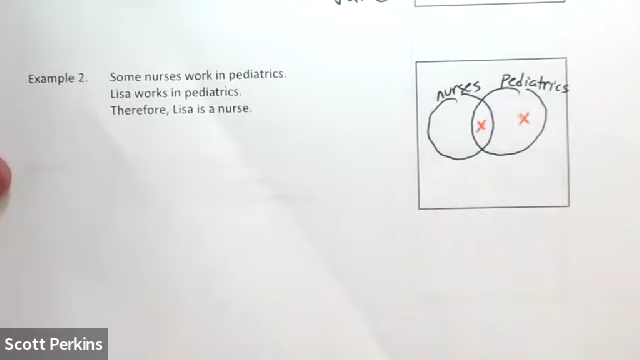 Example 2. Some nurses work in pediatrics.
Lisa works in pediatrics.
Therefore, Lisa is a nurse.
nurses Pediatrics
x x
Scott Perkins